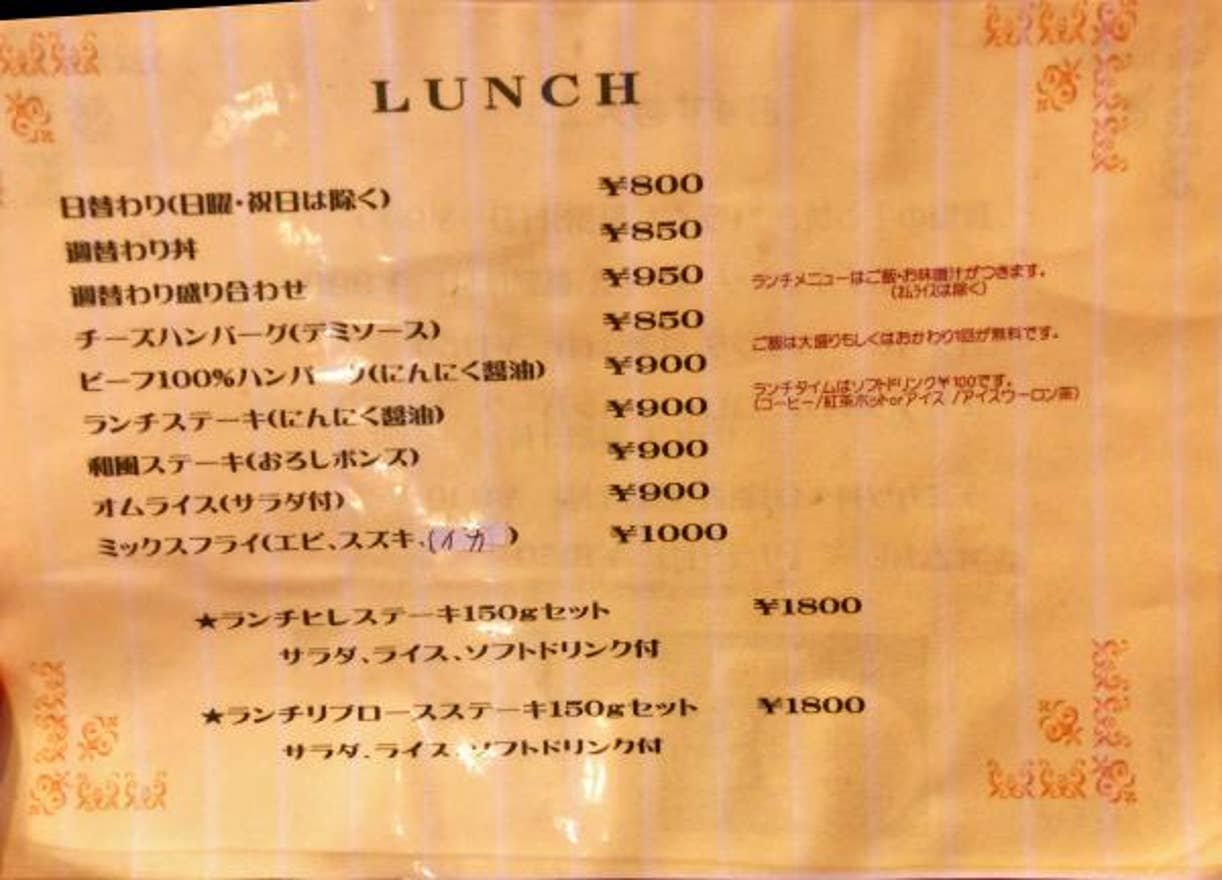 LUNCH
日替わり(日曜・祝日は除く) ¥800
週替わり丼 ¥850
週替わり盛り合わせ ¥950
チーズハンバーグ(デミソース) ¥850
ビーフ100%ハンバーグ(にんにく醤油) ¥900
ランチステーキ(にんにく醤油) ¥900
和風ステーキ(おろしポンズ) ¥900
オムライス(サラダ付) ¥900
ミックスフライ(エビ、スズキ、(イカ) ¥1000
ランチメニューはご飯・お味噌汁がつきます。
(オムライスは除く)
ご飯は大盛りもしくはおかわり1回が無料です。
ランチタイムはソフトドリンク¥100です。
(コーヒー/紅茶ホットorアイス /アイスウーロン茶)
★ランチヒレステーキ150gセット ¥1800
サラダ、ライス、ソフトドリンク付
★ランチリブロースステーキ150gセット ¥1800
サラダ、ライス、ソフトドリンク付